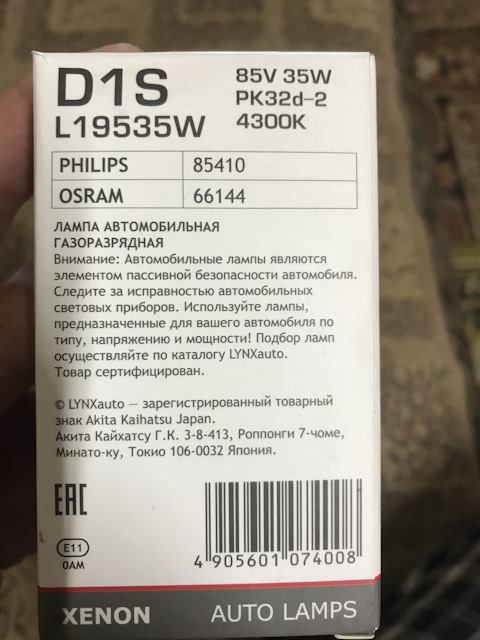 D1S
85V 35W
PK32d-2
L19535W
4300K
PHILIPS 85410
OSRAM 66144
ЛАМПА АВТОМОБИЛЬНАЯ
ГАЗОРАЗРЯДНАЯ
Внимание: Автомобильные лампы являются
элементом пассивной безопасности автомобиля.
Следите за исправностью автомобильных
световых приборов. Используйте лампы,
предназначенные для вашего автомобиля по
типу, напряжению и мощности! Подбор ламп
осуществляйте по каталогу LYNXauto.
Товар сертифицирован.
© LYNXauto — зарегистрированный товарный
знак Akita Kaihatsu Japan.
Акита Кайхатсу Г.К. 3-8-413, Роппонги 7-чоме,
Минато-ку, Токио 106-0032 Япония.
EAC
E11
0AM
4 905601 074008
XENON AUTO LAMPS